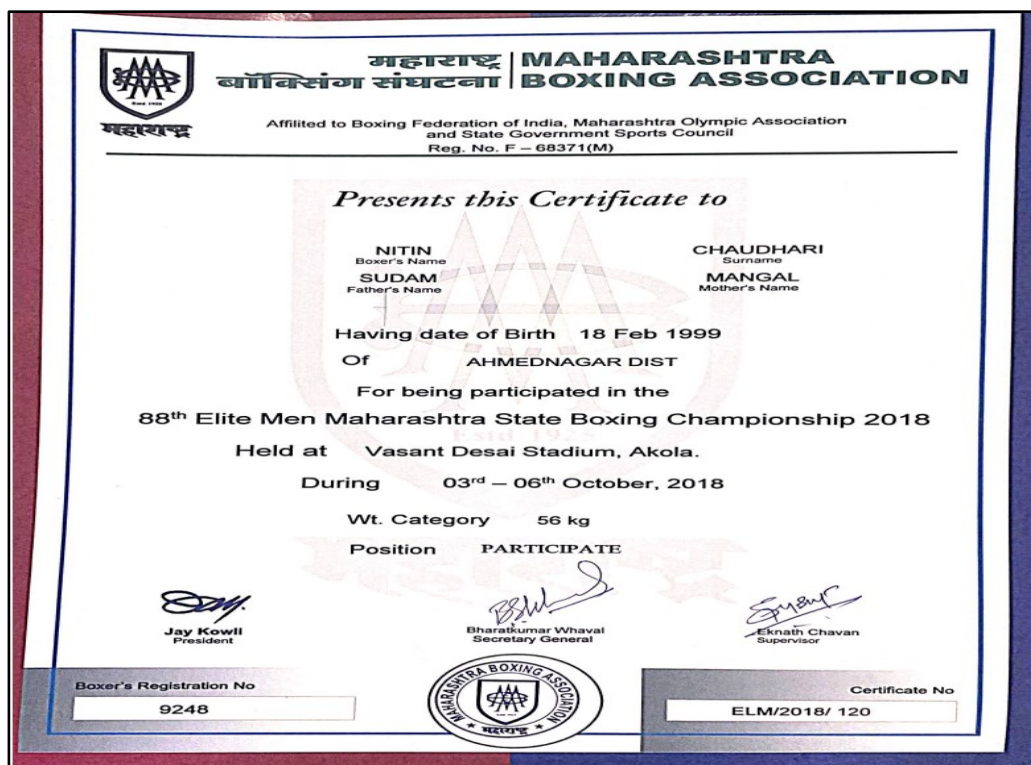 महाराष्ट्र
बॉक्सिंग संघटना
MAHARASHTRA
BOXING ASSOCIATION
Estd 1925
महाराष्ट्र
Affilited to Boxing Federation of India, Maharashtra Olympic Association
and State Government Sports Council
Reg. No. F – 68371(M)
Presents this Certificate to
NITIN CHAUDHARI
Boxer's Name Surname
SUDAM MANGAL
Father's Name Mother's Name
Having date of Birth 18 Feb 1999
Of AHMEDNAGAR DIST
For being participated in the
88th Elite Men Maharashtra State Boxing Championship 2018
Estd 1925
Held at Vasant Desai Stadium, Akola.
During 03rd – 06th October, 2018
Wt. Category 56 kg
महाराष्ट्र
Position PARTICIPATE
Jay Kowli Bharatkumar Whaval Eknath Chavan
President Secretary General Supervisor
Boxer's Registration No Certificate No
9248 ELM/2018/ 120
MAHARASHTRA BOXING ASSOCIATION
महाराष्ट्र